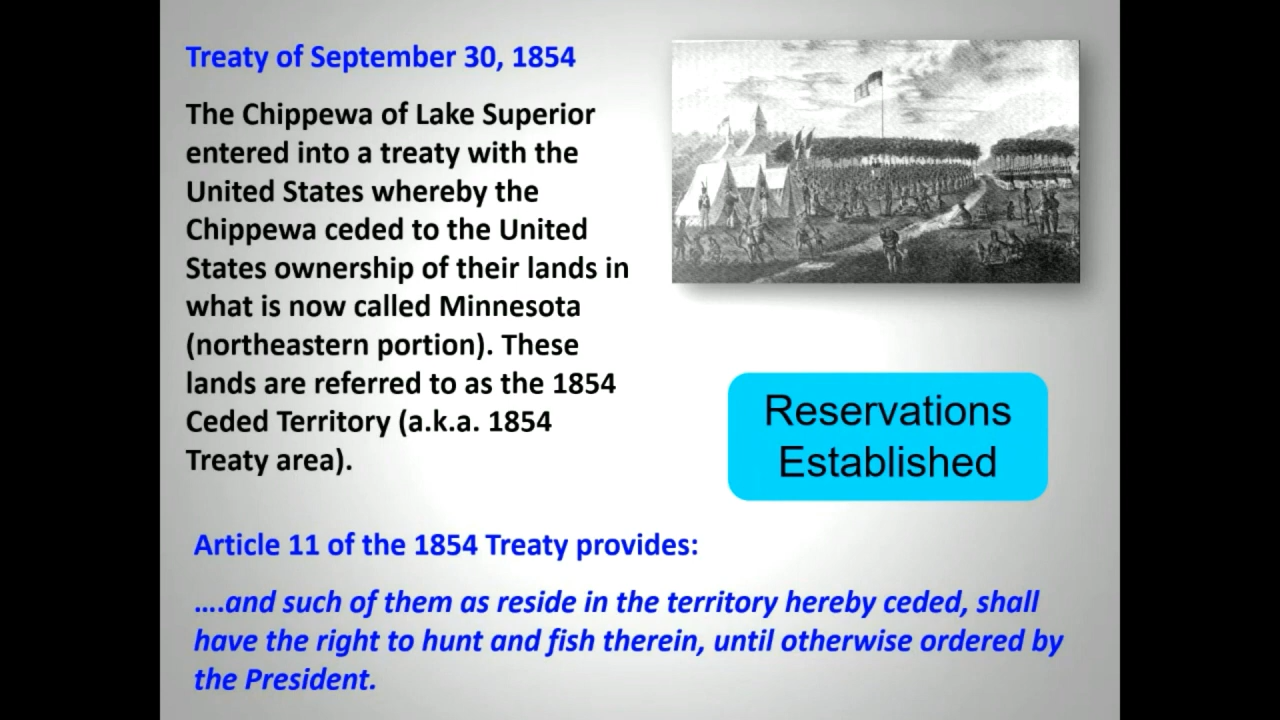 Treaty of September 30, 1854
The Chippewa of Lake Superior
entered into a treaty with the
United States whereby the
Chippewa ceded to the United
States ownership of their lands in
what is now called Minnesota
(northeastern portion). These
lands are referred to as the 1854
Ceded Territory (a.k.a. 1854
Treaty area).
Reservations
Established
Article 11 of the 1854 Treaty provides:
....and such of them as reside in the territory hereby ceded, shall
have the right to hunt and fish therein, until otherwise ordered by
the President.